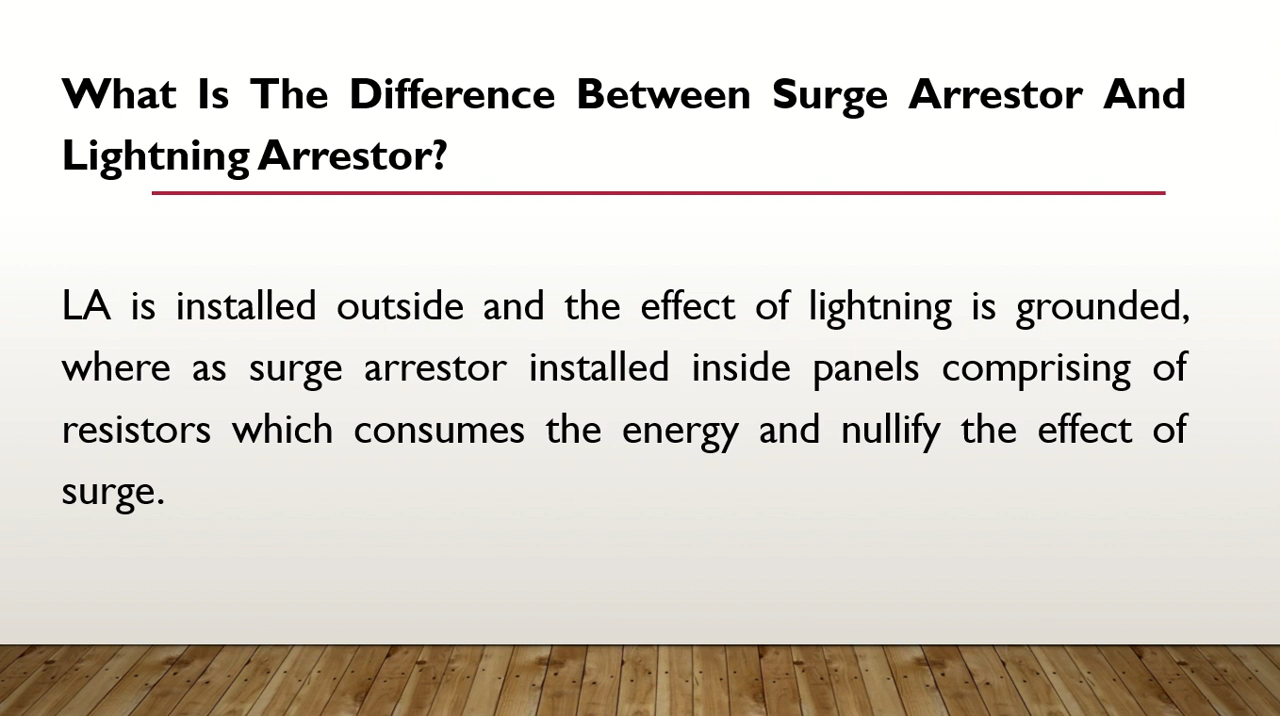 What Is The Difference Between Surge Arrestor And
Lightning Arrestor?
LA is installed outside and the effect of lightning is grounded,
where as surge arrestor installed inside panels comprising of
resistors which consumes the energy and nullify the effect of
surge.